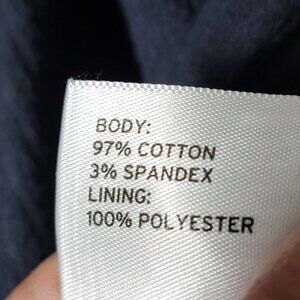 BODY:
97% COTTON
3% SPANDEX
LINING:
100% POLYESTER